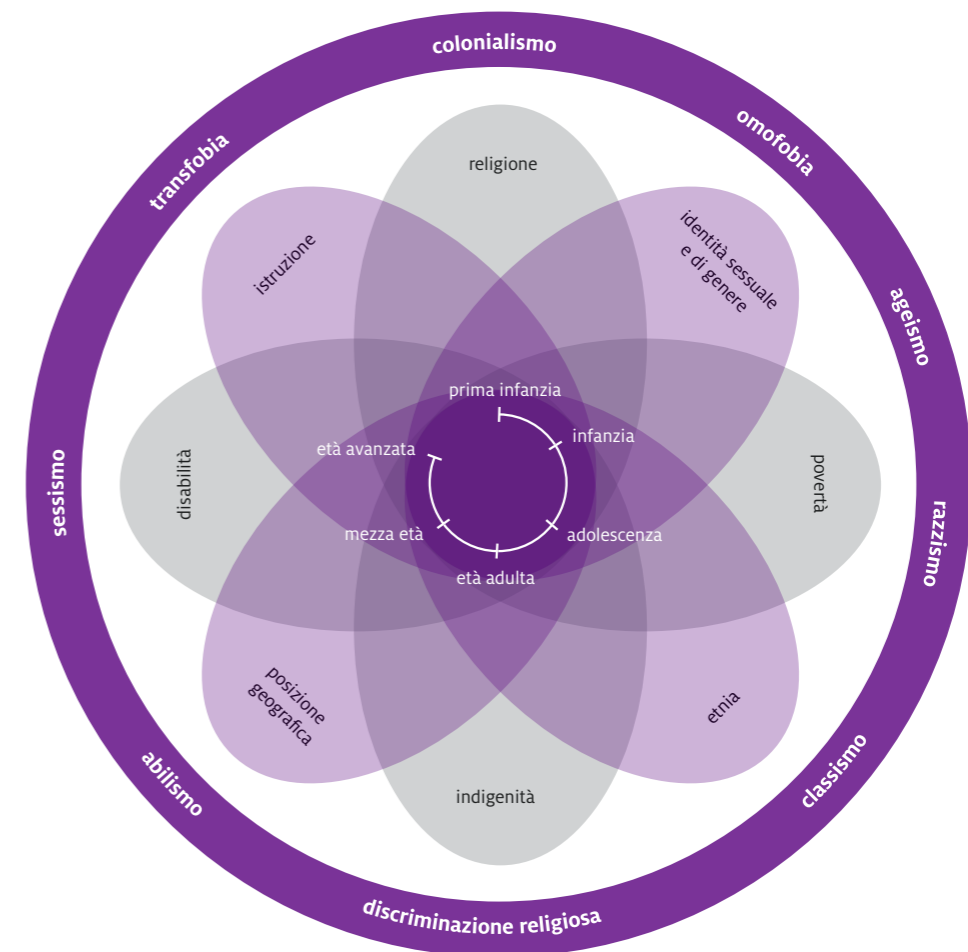 colonialismo
omofobia
ageismo
razzismo
classismo
discriminazione religiosa
abilismo
sessismo
transfobia
religione
identità sessuale
e di genere
povertà
etnia
indigenità
posizione
geografica
disabilità
istruzione
prima infanzia
infanzia
adolescenza
età adulta
mezza età
età avanzata